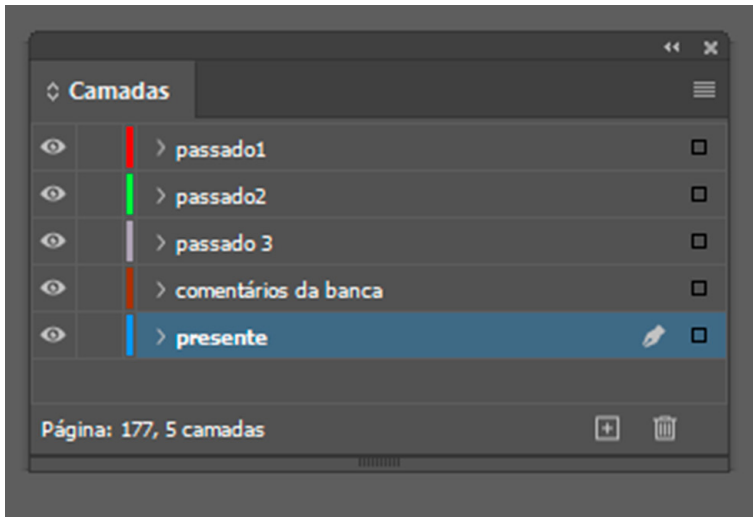 Camadas
passado1
passado2
passado 3
comentários da banca
presente
Página: 177, 5 camadas